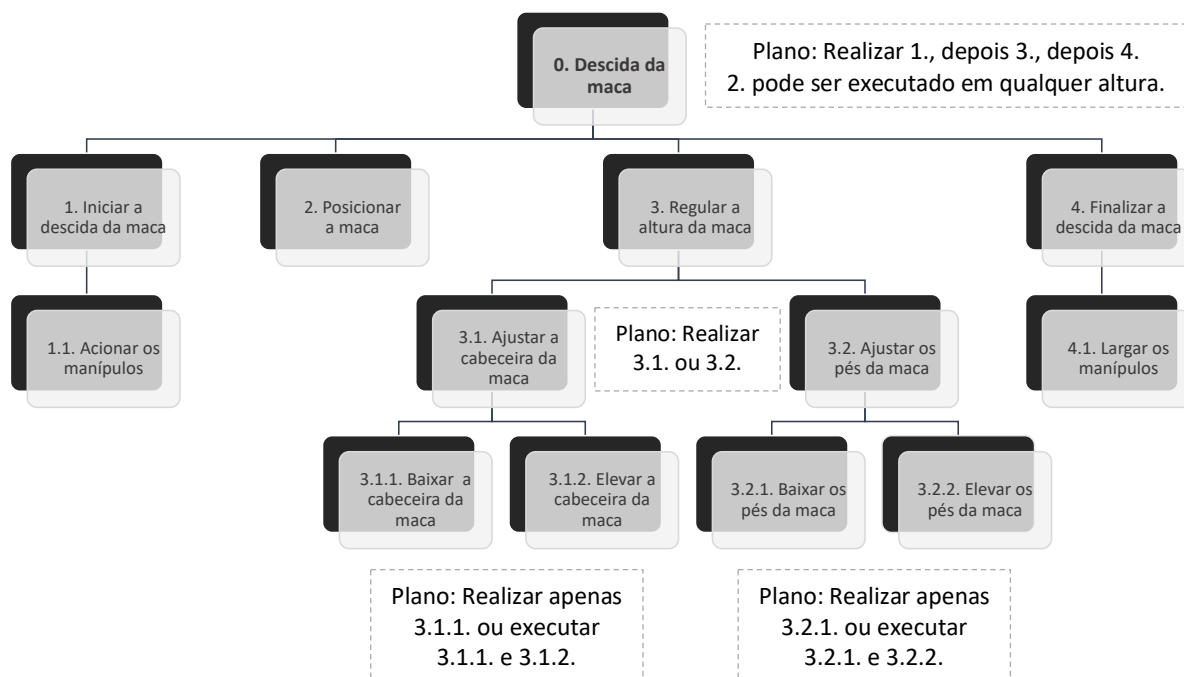 0. Descida da
maca
Plano: Realizar 1., depois 3., depois 4.
2. pode ser executado em qualquer altura.
1. Iniciar a
descida da maca
2. Posicionar
a maca
3. Regular a
altura da maca
4. Finalizar a
descida da maca
1.1. Acionar os
manípulos
3.1. Ajustar a
cabeceira da
maca
Plano: Realizar
3.1. ou 3.2.
3.2. Ajustar os
pés da maca
4.1. Largar os
manípulos
3.1.1. Baixar a
cabeceira da
maca
3.1.2. Elevar a
cabeceira da
maca
3.2.1. Baixar os
pés da maca
3.2.2. Elevar os
pés da maca
Plano: Realizar apenas
3.1.1. ou executar
3.1.1. e 3.1.2.
Plano: Realizar apenas
3.2.1. ou executar
3.2.1. e 3.2.2.